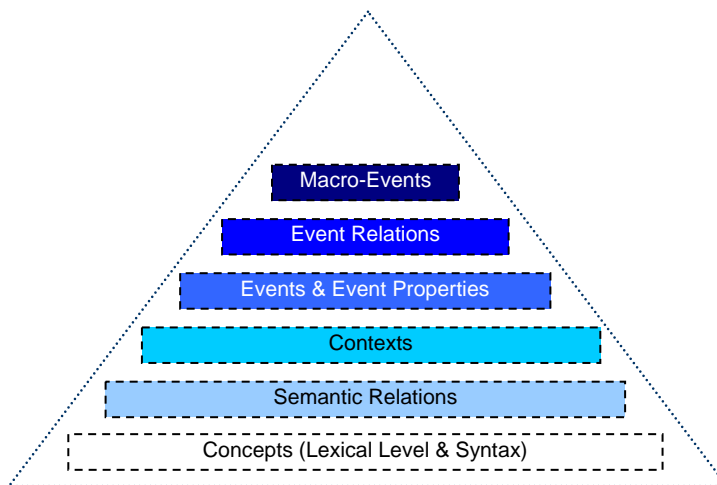 Macro-Events
Event Relations
Events & Event Properties
Contexts
Semantic Relations
Concepts (Lexical Level & Syntax)